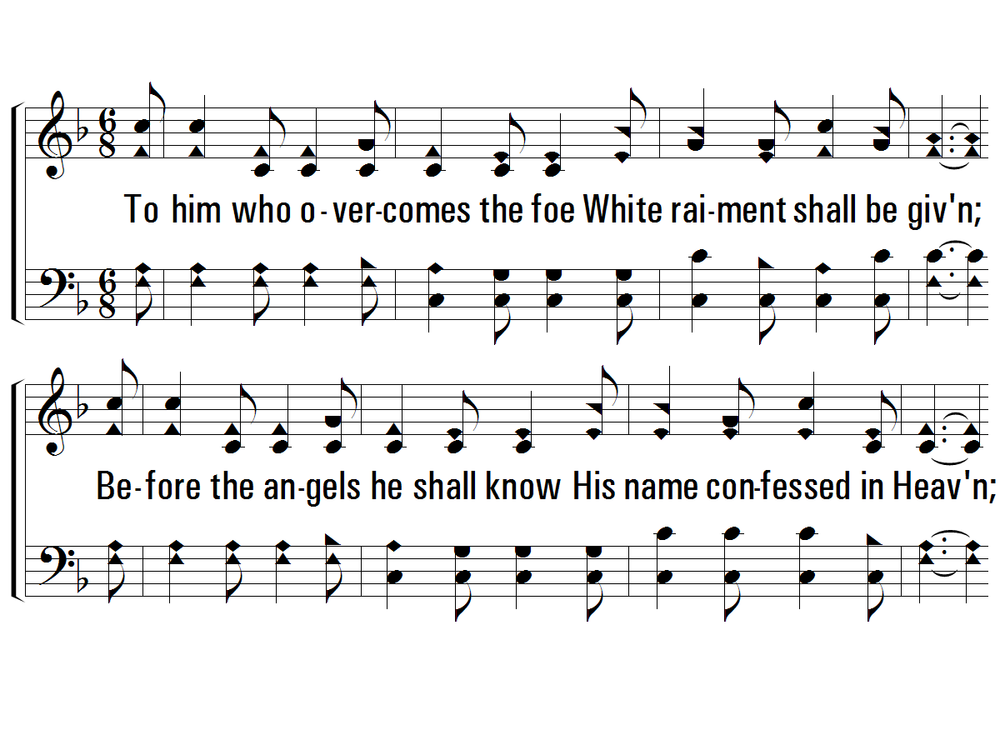 To him who o-ver-comes the foe White rai-ment shall be giv'n;
Be-fore the an-gels he shall know His name con-fessed in Heav'n;